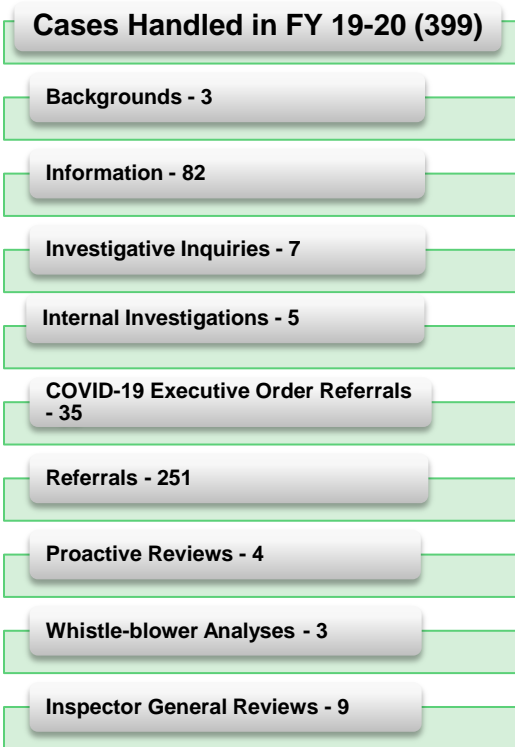 Cases Handled in FY 19-20 (399)
Backgrounds - 3
Information - 82
Investigative Inquiries - 7
Internal Investigations - 5
COVID-19 Executive Order Referrals
- 35
Referrals - 251
Proactive Reviews - 4
Whistle-blower Analyses - 3
Inspector General Reviews - 9